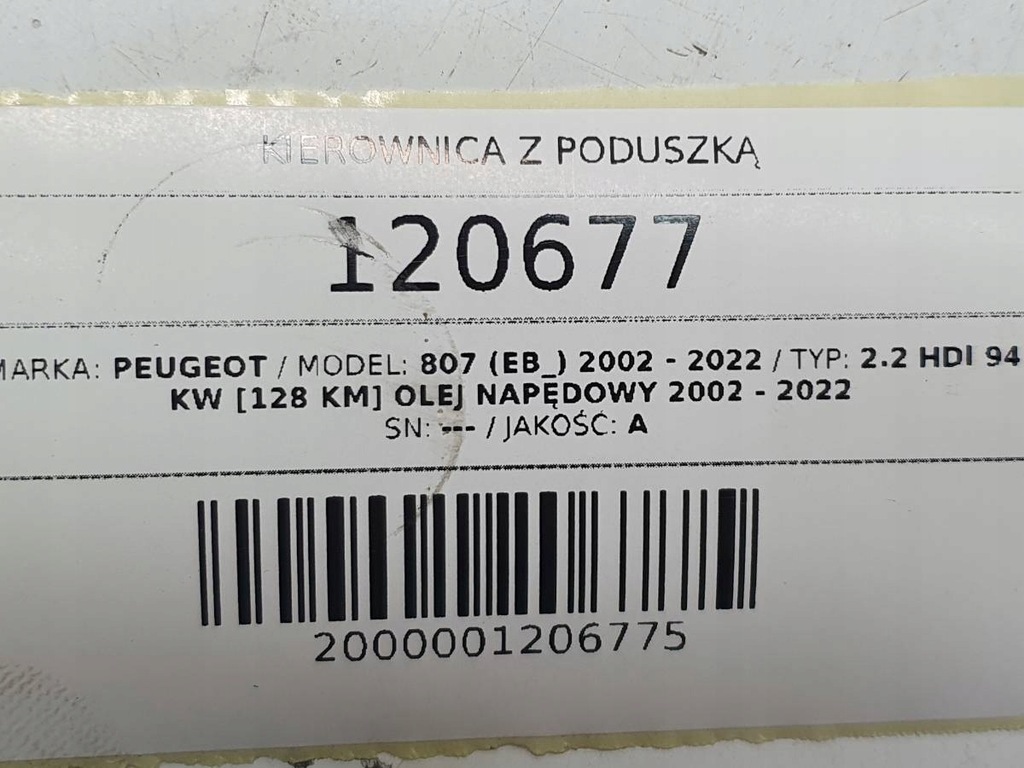 KIEROWNICA Z PODUSZKĄ
120677
MARKA: PEUGEOT / MODEL: 807 (EB_) 2002 - 2022 / TYP: 2.2 HDI 94
KW [128 KM] OLEJ NAPĘDOWY 2002 - 2022
SN: --- / JAKOŚĆ: A
2000001206775